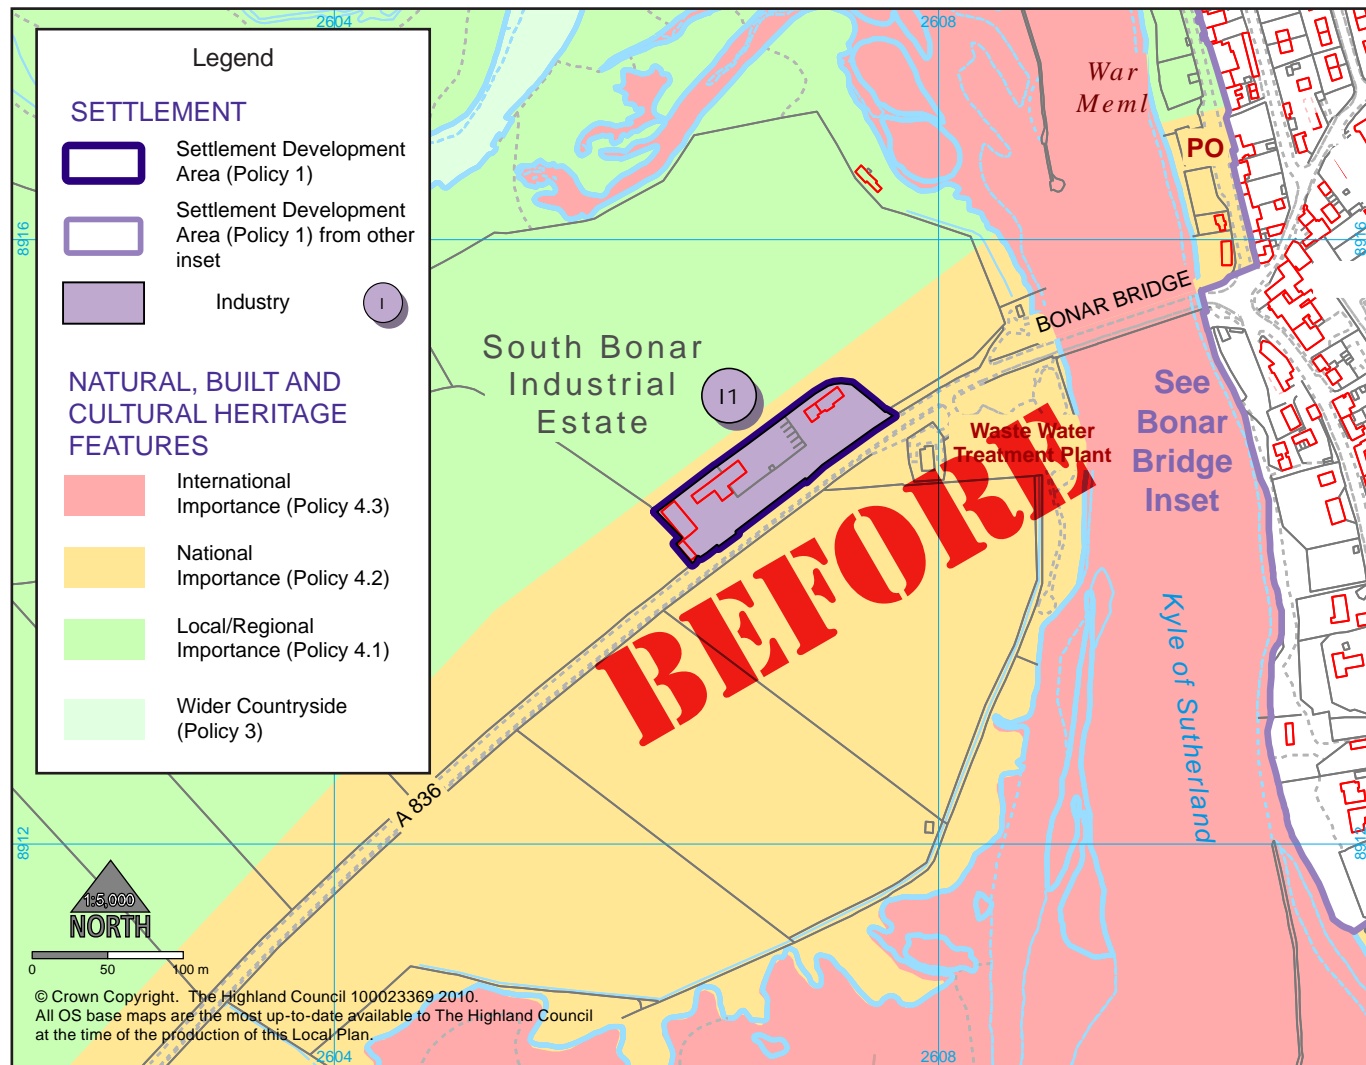 2604
2608
Legend
SETTLEMENT
Settlement Development
Area (Policy 1)
Settlement Development
Area (Policy 1) from other
inset
Industry
I
NATURAL, BUILT AND
CULTURAL HERITAGE
FEATURES
International
Importance (Policy 4.3)
National
Importance (Policy 4.2)
Local/Regional
Importance (Policy 4.1)
Wider Countryside
(Policy 3)
War
Meml
PO
8916
8916
BONAR BRIDGE
South Bonar
Industrial
Estate
I1
See
Bonar
Bridge
Inset
Waste Water
Treatment Plant
BEFORE
Kyle of Sutherland
A 836
8912
8912
1:5,000
NORTH
0 50 100 m
© Crown Copyright. The Highland Council 100023369 2010.
All OS base maps are the most up-to-date available to The Highland Council
at the time of the production of this Local Plan.
2604
2608